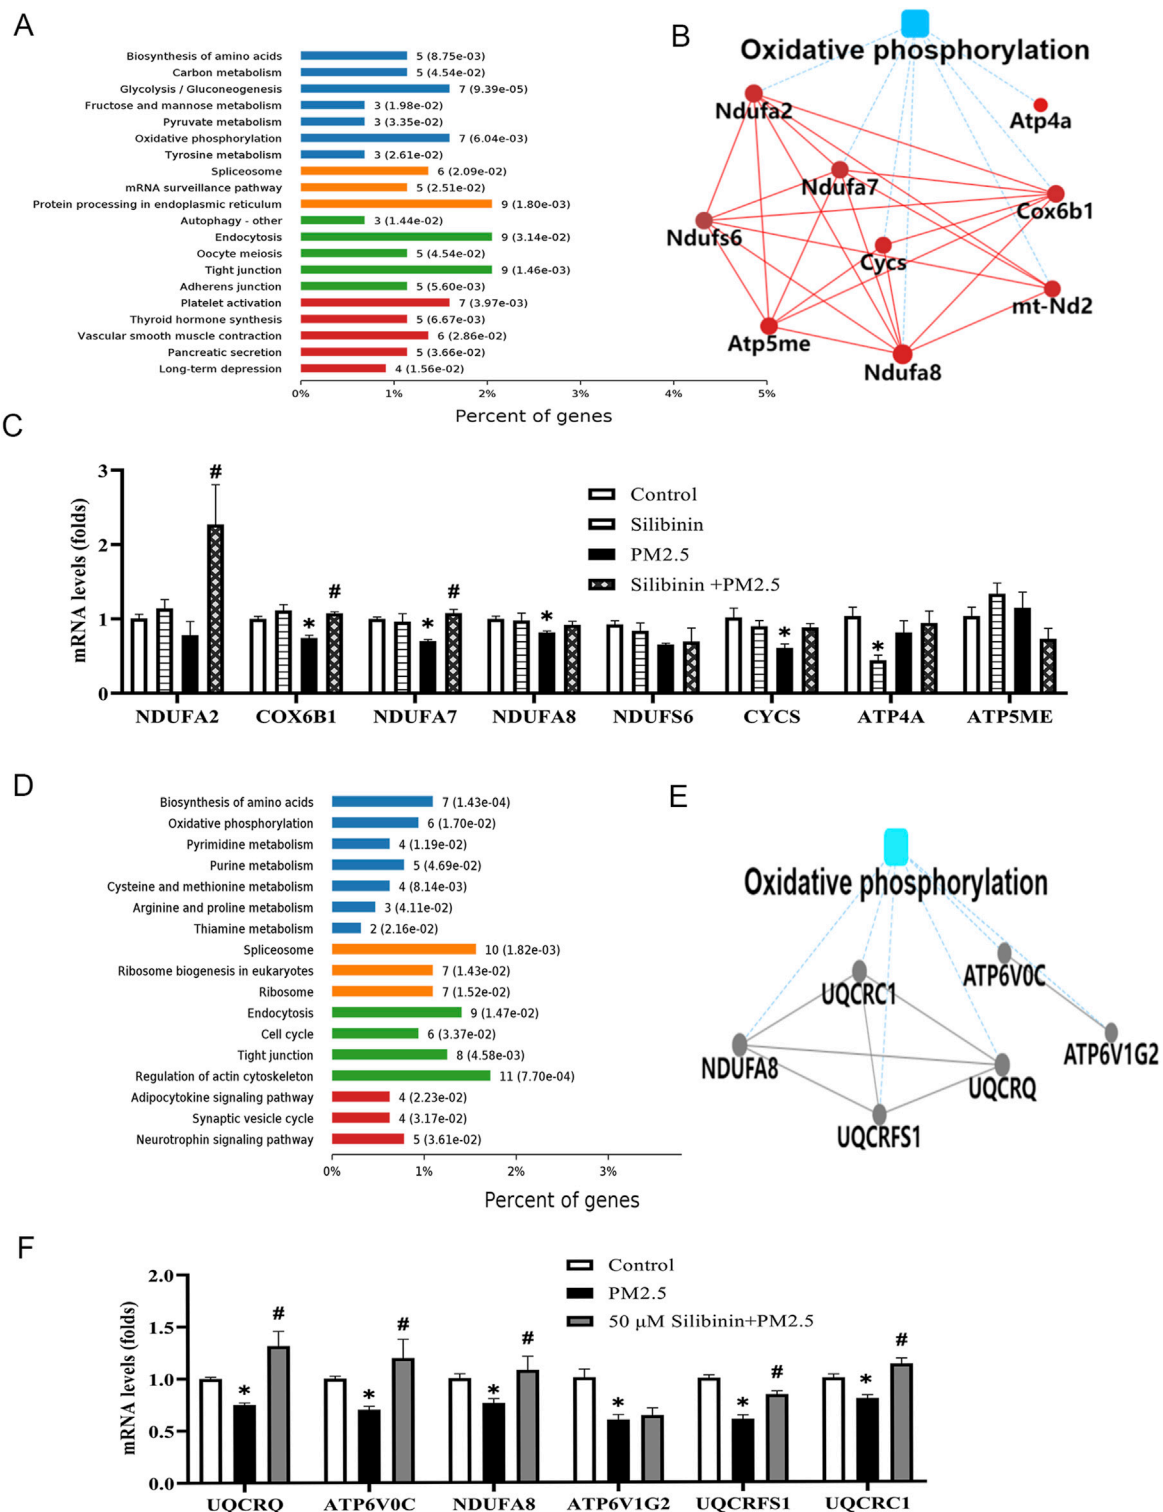 A
Biosynthesis of amino acids 5 (8.75e-03)
Carbon metabolism 5 (4.54e-02)
Glycolysis / Gluconeogenesis 7 (9.39e-05)
Fructose and mannose metabolism 3 (1.98e-02)
Pyruvate metabolism 3 (3.35e-02)
Oxidative phosphorylation 7 (6.04e-03)
Tyrosine metabolism 3 (2.61e-02)
Spliceosome 6 (2.09e-02)
mRNA surveillance pathway 5 (2.51e-02)
Protein processing in endoplasmic reticulum 9 (1.80e-03)
Autophagy - other 3 (1.44e-02)
Endocytosis 9 (3.14e-02)
Oocyte meiosis 5 (4.54e-02)
Tight junction 9 (1.46e-03)
Adherens junction 5 (5.60e-03)
Platelet activation 7 (3.97e-03)
Thyroid hormone synthesis 5 (6.67e-03)
Vascular smooth muscle contraction 6 (2.86e-02)
Pancreatic secretion 5 (3.66e-02)
Long-term depression 4 (1.56e-02)
0% 1% 2% 3% 4% 5%
Percent of genes
B
Oxidative phosphorylation
Ndufa2
Atp4a
Ndufa7
Cox6b1
Ndufs6
Cycs
mt-Nd2
Atp5me
Ndufa8
C
mRNA levels (folds)
3
2
1
0
Control
Silibinin
PM2.5
Silibinin +PM2.5
# * # * # * * *
NDUFA2 COX6B1 NDUFA7 NDUFA8 NDUFS6 CYCS ATP4A ATP5ME
D
Biosynthesis of amino acids 7 (1.43e-04)
Oxidative phosphorylation 6 (1.70e-02)
Pyrimidine metabolism 4 (1.19e-02)
Purine metabolism 5 (4.69e-02)
Cysteine and methionine metabolism 4 (8.14e-03)
Arginine and proline metabolism 3 (4.11e-02)
Thiamine metabolism 2 (2.16e-02)
Spliceosome 10 (1.82e-03)
Ribosome biogenesis in eukaryotes 7 (1.43e-02)
Ribosome 7 (1.52e-02)
Endocytosis 9 (1.47e-02)
Cell cycle 6 (3.37e-02)
Tight junction 8 (4.58e-03)
Regulation of actin cytoskeleton 11 (7.70e-04)
Adipocytokine signaling pathway 4 (2.23e-02)
Synaptic vesicle cycle 4 (3.17e-02)
Neurotrophin signaling pathway 5 (3.61e-02)
0% 1% 2% 3%
Percent of genes
E
Oxidative phosphorylation
ATP6V0C
UQCRC1
ATP6V1G2
NDUFA8
UQCRQ
UQCRFS1
F
mRNA levels (folds)
2.0
1.5
1.0
0.5
0.0
Control
PM2.5
50 μM Silibinin+PM2.5
* # * # * # * * # * #
UQCRQ ATP6V0C NDUFA8 ATP6V1G2 UQCRFS1 UQCRC1